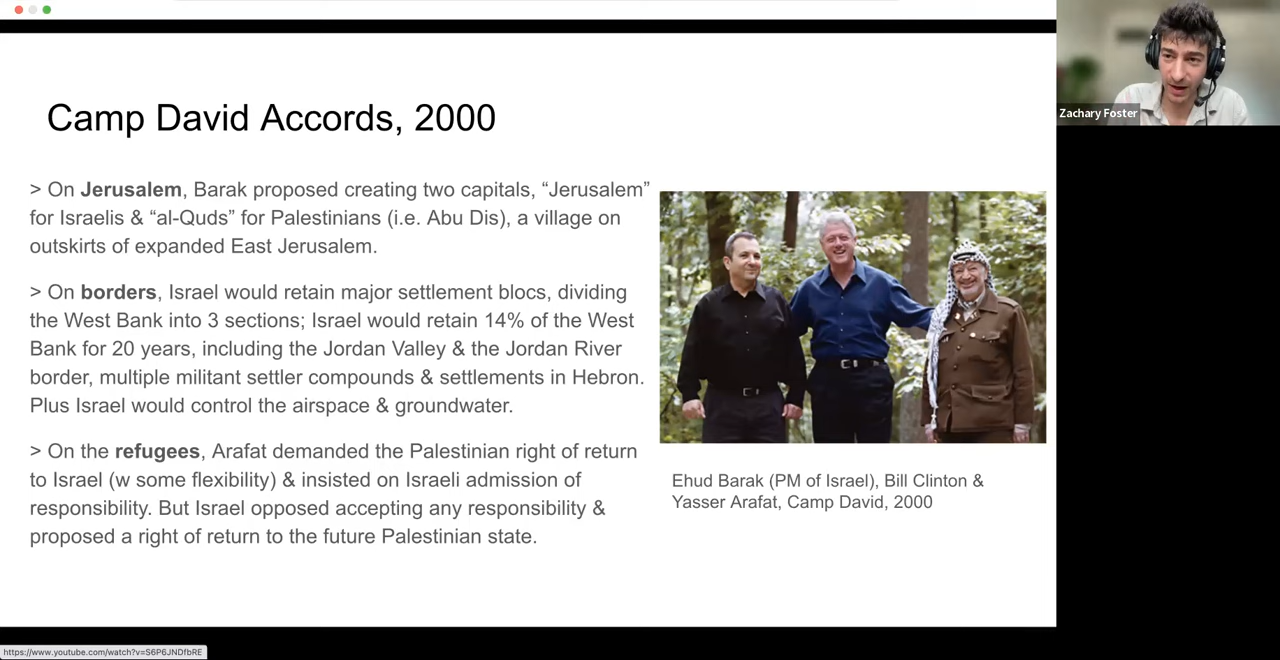 Camp David Accords, 2000
> On Jerusalem, Barak proposed creating two capitals, “Jerusalem”
for Israelis & “al-Quds” for Palestinians (i.e. Abu Dis), a village on
outskirts of expanded East Jerusalem.
> On borders, Israel would retain major settlement blocs, dividing
the West Bank into 3 sections; Israel would retain 14% of the West
Bank for 20 years, including the Jordan Valley & the Jordan River
border, multiple militant settler compounds & settlements in Hebron.
Plus Israel would control the airspace & groundwater.
> On the refugees, Arafat demanded the Palestinian right of return
to Israel (w some flexibility) & insisted on Israeli admission of
responsibility. But Israel opposed accepting any responsibility &
proposed a right of return to the future Palestinian state.
Ehud Barak (PM of Israel), Bill Clinton &
Yasser Arafat, Camp David, 2000
Zachary Foster
https://www.youtube.com/watch?v=S6P6JNDfbRE